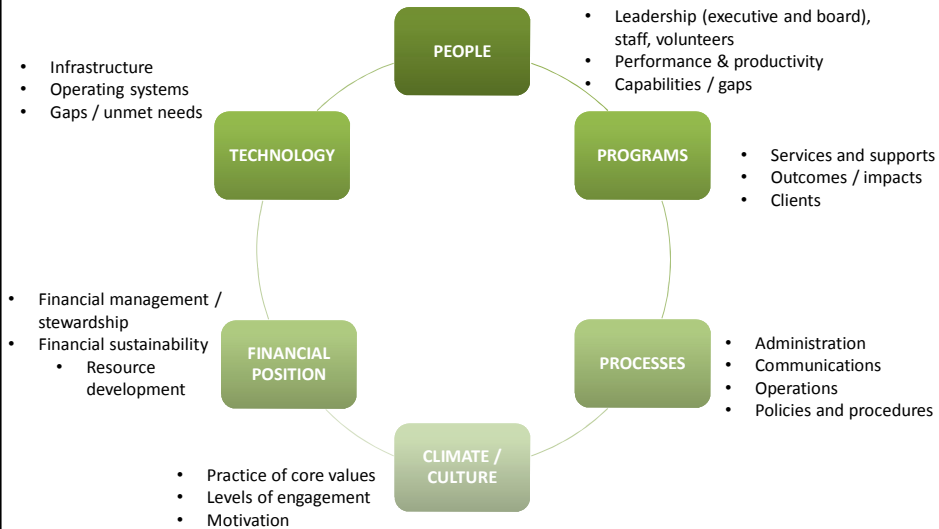 PEOPLE
• Leadership (executive and board),
staff, volunteers
• Performance & productivity
• Capabilities / gaps
PROGRAMS
• Services and supports
• Outcomes / impacts
• Clients
PROCESSES
• Administration
• Communications
• Operations
• Policies and procedures
CLIMATE /
CULTURE
• Practice of core values
• Levels of engagement
• Motivation
FINANCIAL
POSITION
• Financial management /
stewardship
• Financial sustainability
• Resource
development
TECHNOLOGY
• Infrastructure
• Operating systems
• Gaps / unmet needs